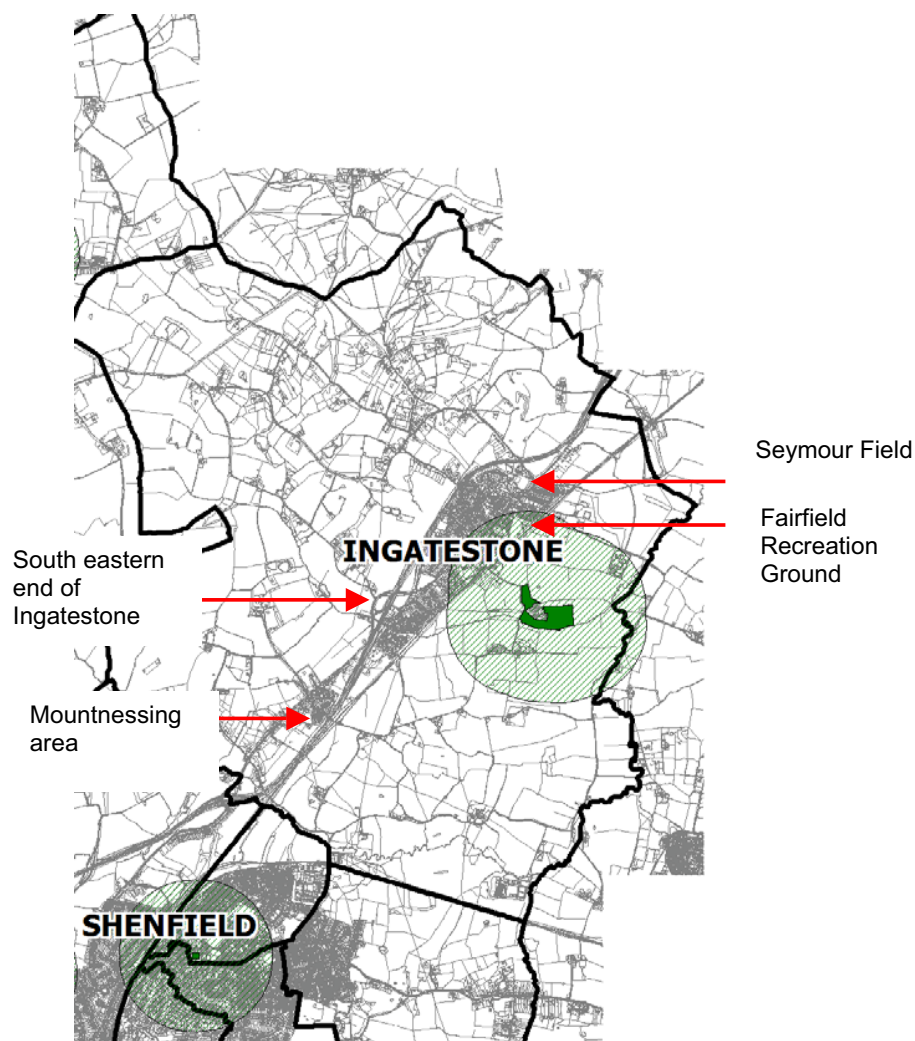 Seymour Field
Fairfield
Recreation
Ground
INGATESTONE
South eastern
end of
Ingatestone
Mountnessing
area
SHENFIELD